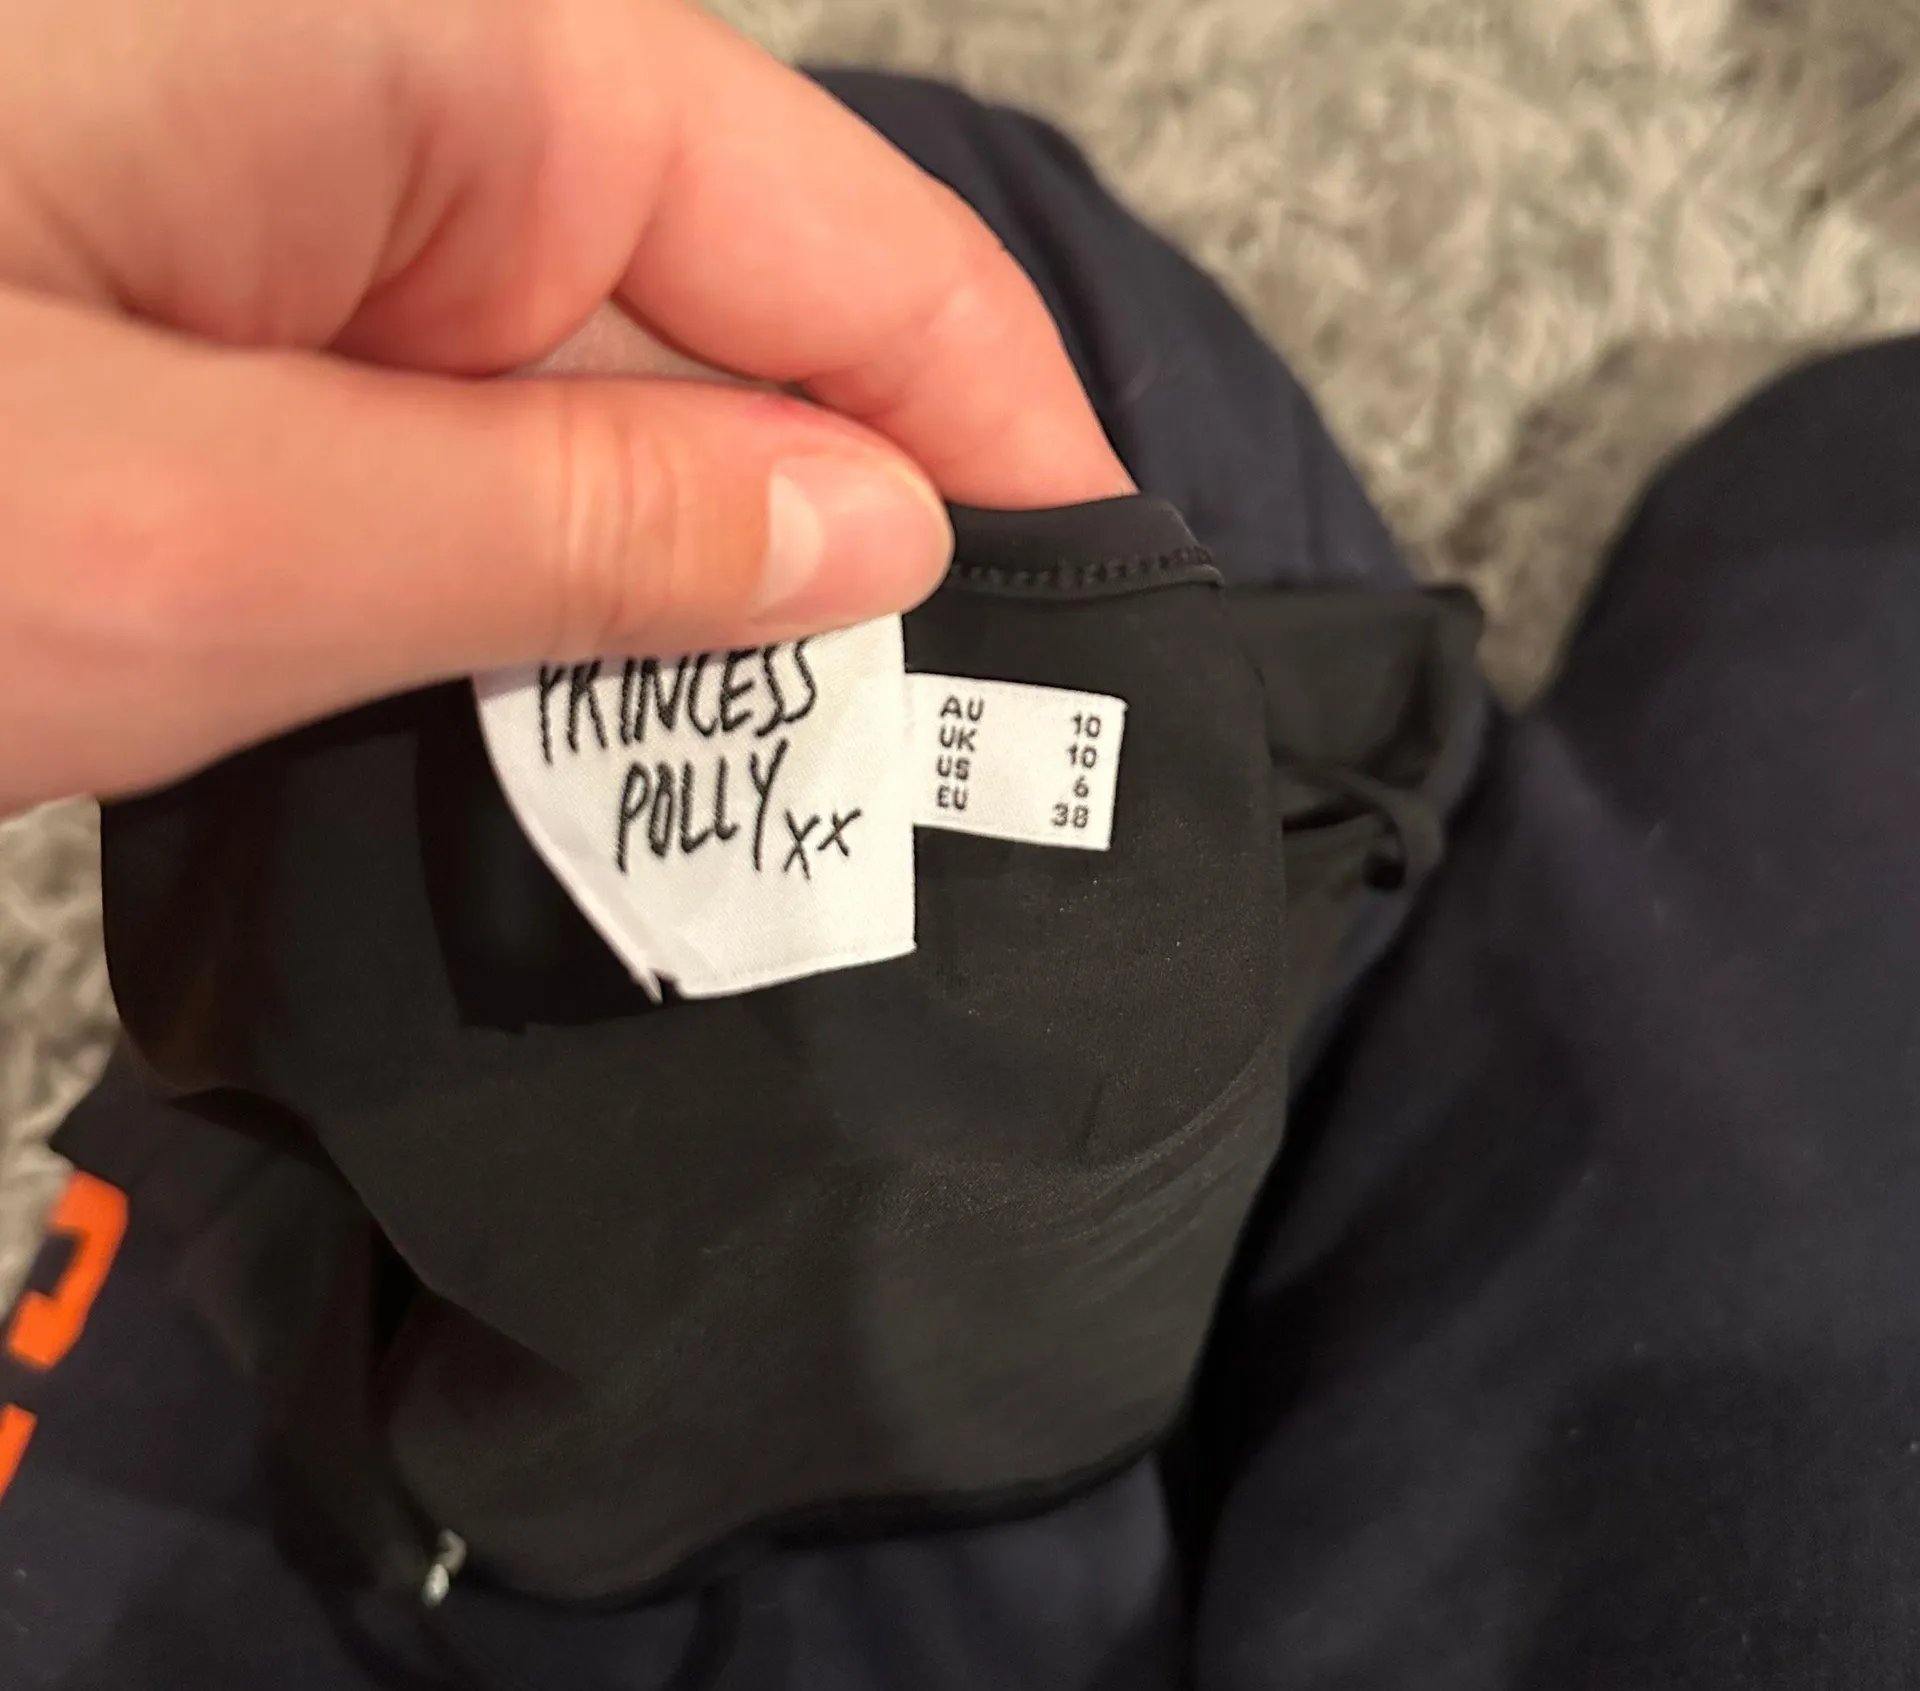 PRINCESS
POLLY xx
AU 10
UK 10
US 6
EU 38